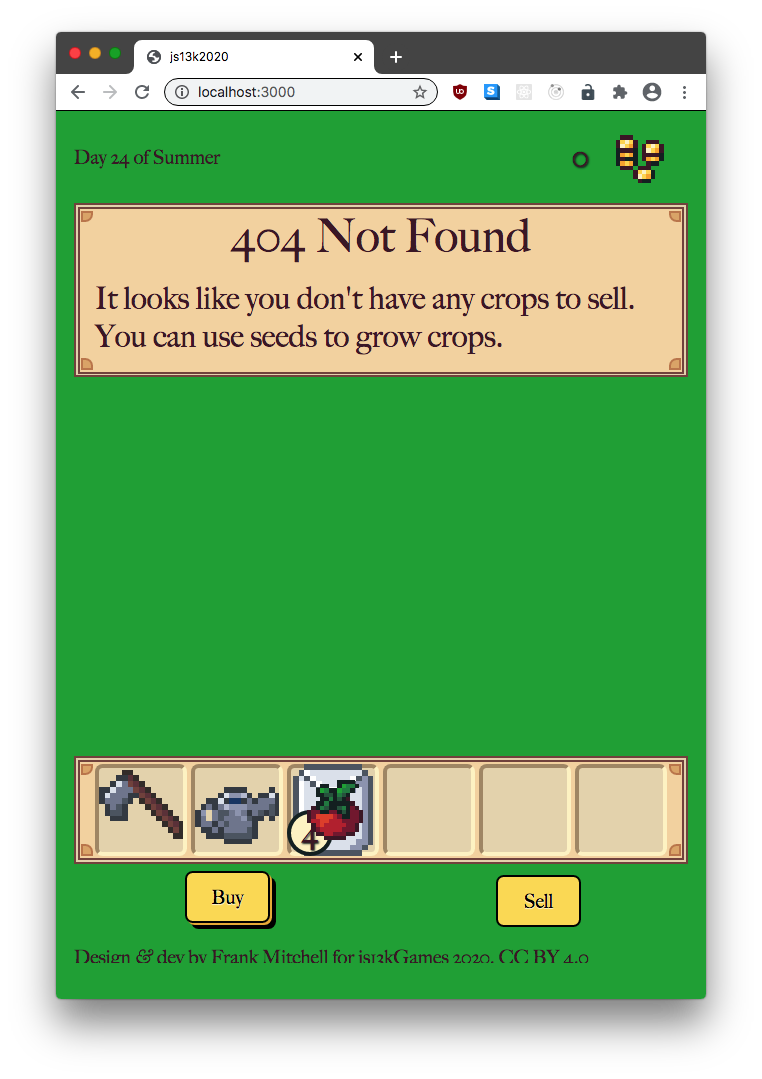 js13k2020
localhost:3000
Day 24 of Summer
0
404 Not Found
It looks like you don't have any crops to sell.
You can use seeds to grow crops.
4
Buy
Sell
Design & dev by Frank Mitchell for js13kGames 2020. CC BY 4.0